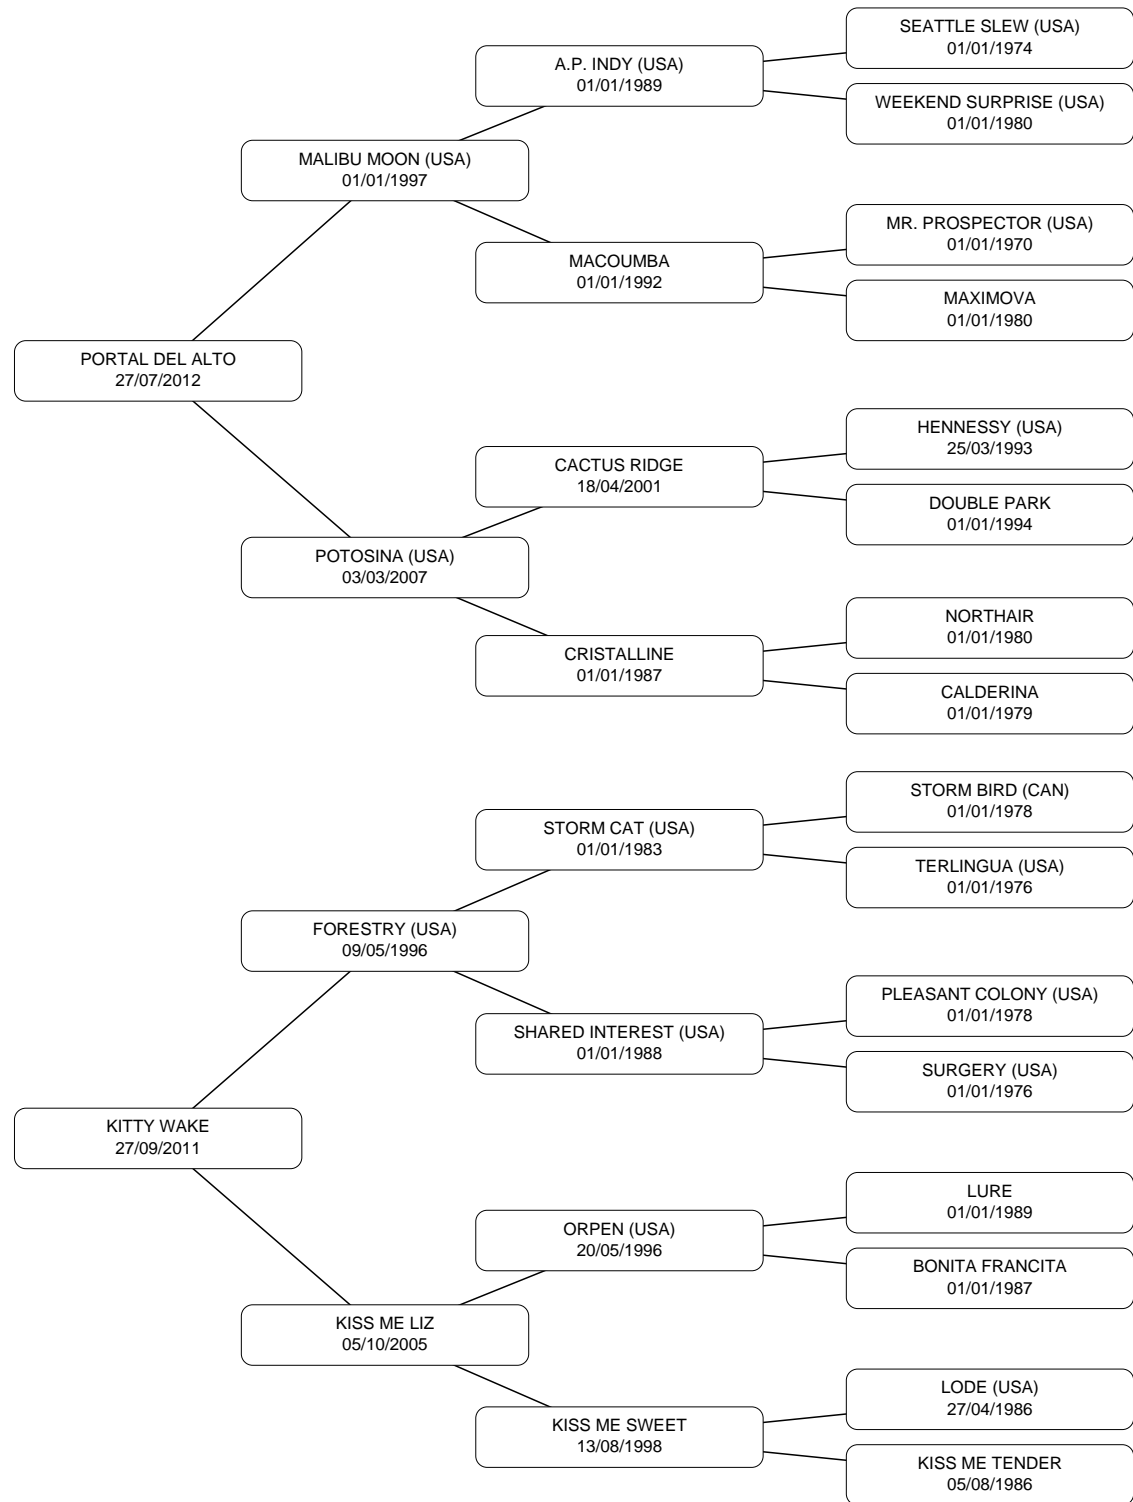 SEATTLE SLEW (USA)
01/01/1974
A.P. INDY (USA)
01/01/1989
WEEKEND SURPRISE (USA)
01/01/1980
MALIBU MOON (USA)
01/01/1997
MR. PROSPECTOR (USA)
01/01/1970
MACOUMBA
01/01/1992
MAXIMOVA
01/01/1980
PORTAL DEL ALTO
27/07/2012
HENNESSY (USA)
25/03/1993
CACTUS RIDGE
18/04/2001
DOUBLE PARK
01/01/1994
POTOSINA (USA)
03/03/2007
NORTHAIR
01/01/1980
CRISTALLINE
01/01/1987
CALDERINA
01/01/1979
STORM BIRD (CAN)
01/01/1978
STORM CAT (USA)
01/01/1983
TERLINGUA (USA)
01/01/1976
FORESTRY (USA)
09/05/1996
PLEASANT COLONY (USA)
01/01/1978
SHARED INTEREST (USA)
01/01/1988
SURGERY (USA)
01/01/1976
KITTY WAKE
27/09/2011
LURE
01/01/1989
ORPEN (USA)
20/05/1996
BONITA FRANCITA
01/01/1987
KISS ME LIZ
05/10/2005
LODE (USA)
27/04/1986
KISS ME SWEET
13/08/1998
KISS ME TENDER
05/08/1986